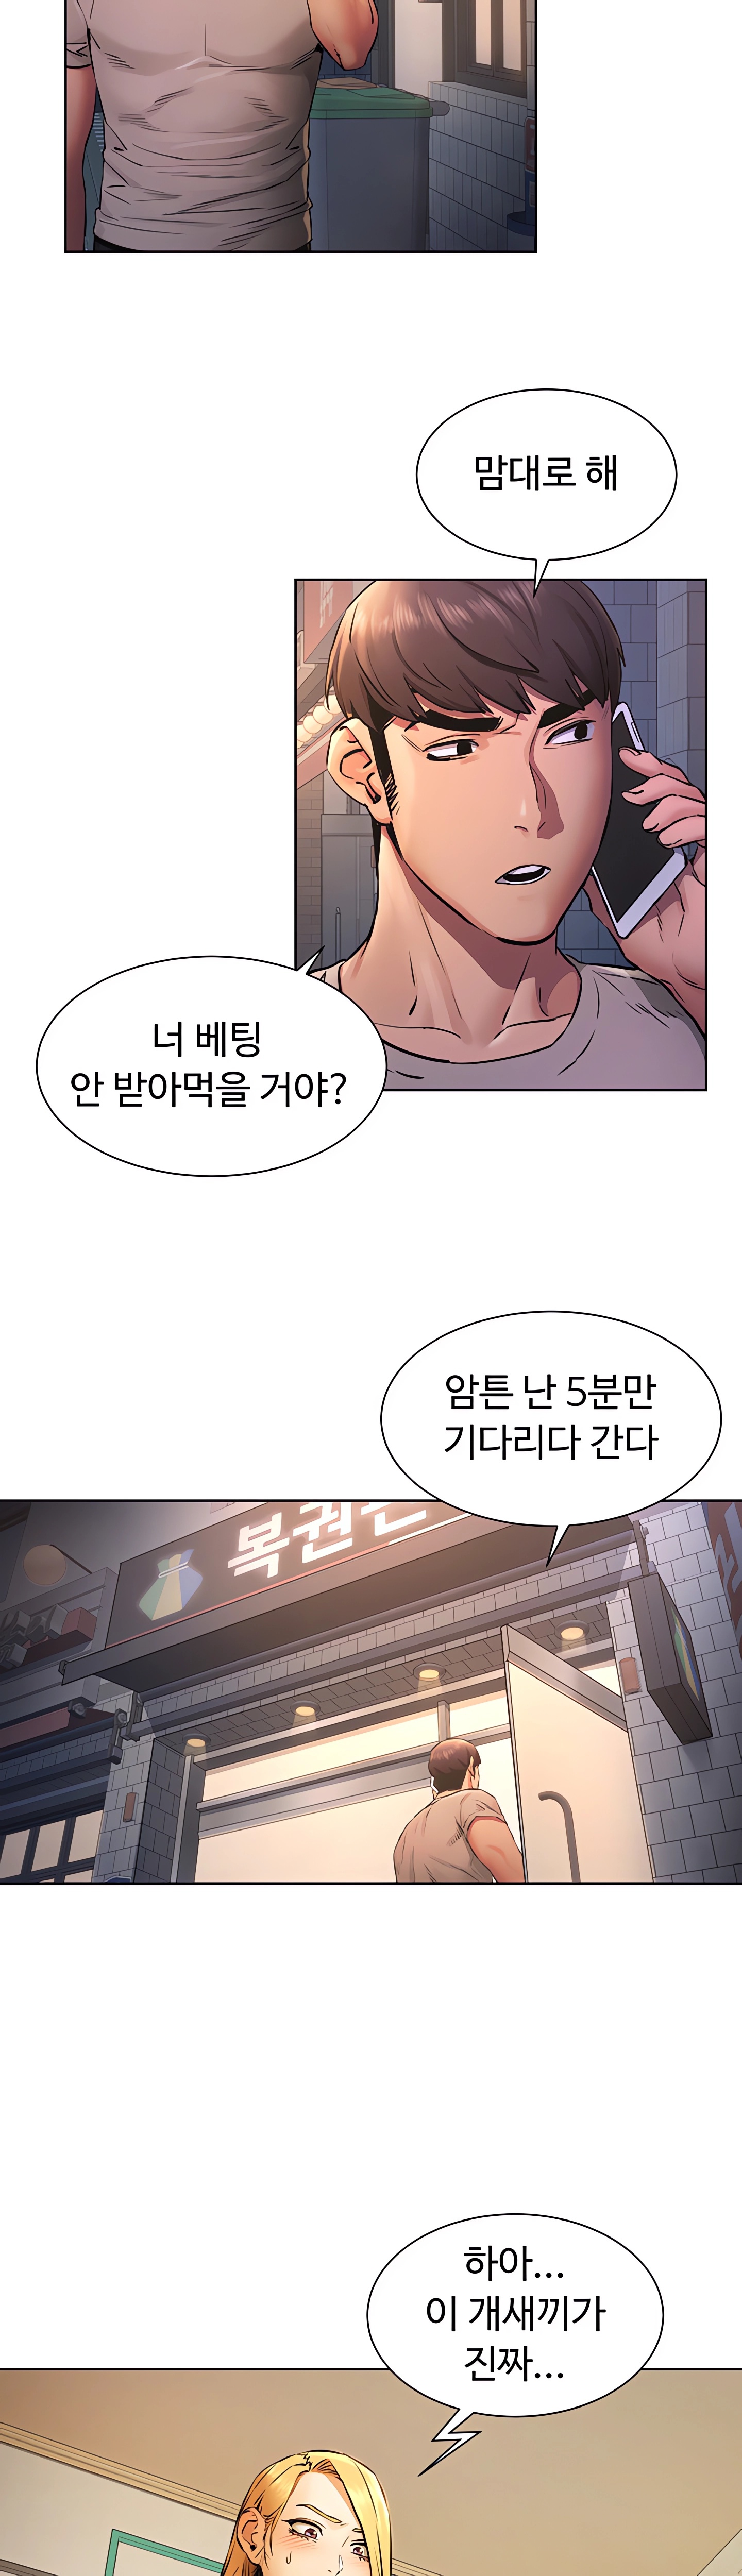 맘대로 해
너 베팅
안 받아먹을 거야?
암튼 난 5분만
기다리다 간다
복권
하아...
이 개새끼가
진짜...